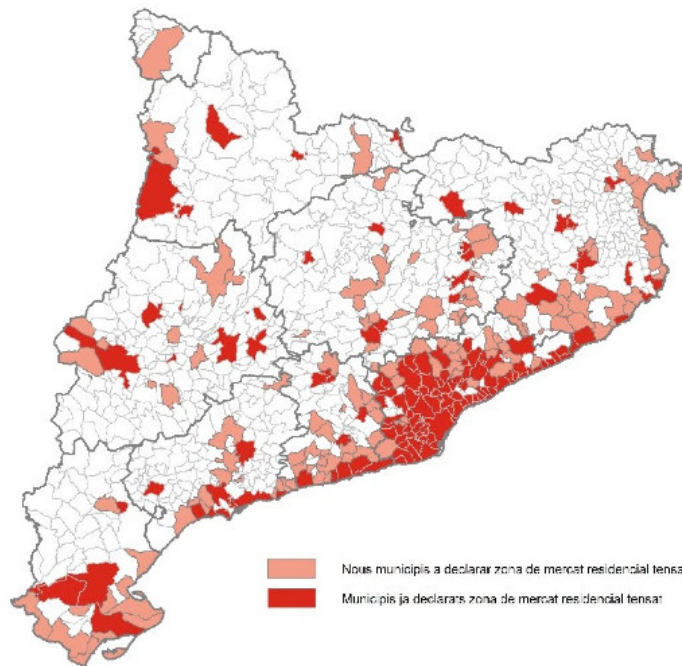 Nous municipis a declarar zona de mercat residencial tensat
Municipis ja declarats zona de mercat residencial tensat